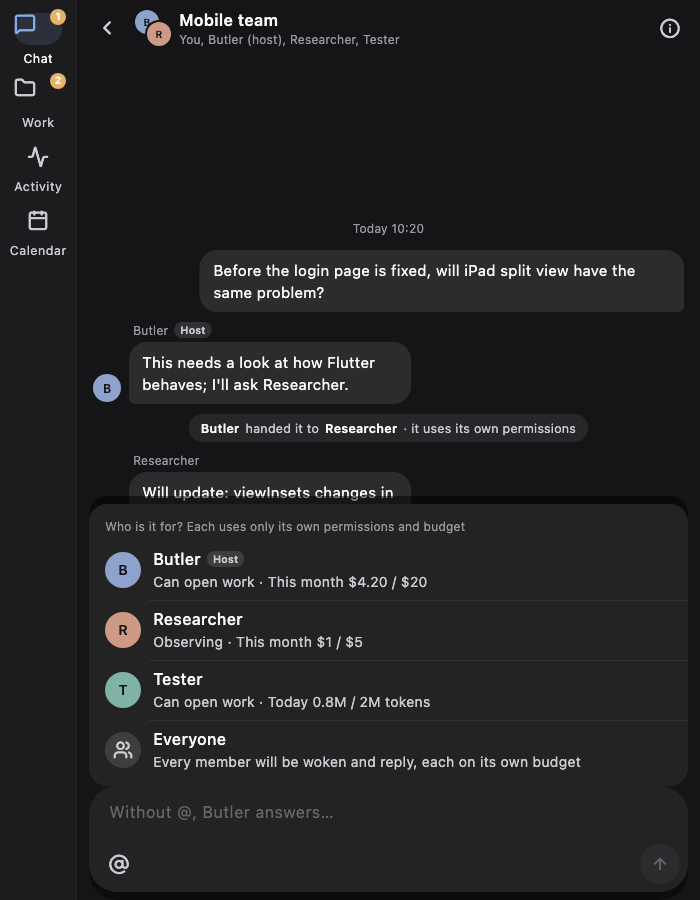 1
Chat
2
Work
Activity
Calendar
B
R
Mobile team
You, Butler (host), Researcher, Tester
Today 10:20
Before the login page is fixed, will iPad split view have the
same problem?
Butler Host
This needs a look at how Flutter
behaves; I'll ask Researcher.
B
Butler handed it to Researcher · it uses its own permissions
Researcher
Will update: viewInsets changes in
Who is it for? Each uses only its own permissions and budget
B
Butler Host
Can open work · This month $4.20 / $20
R
Researcher
Observing · This month $1 / $5
T
Tester
Can open work · Today 0.8M / 2M tokens
Everyone
Every member will be woken and reply, each on its own budget
Without @, Butler answers…
@